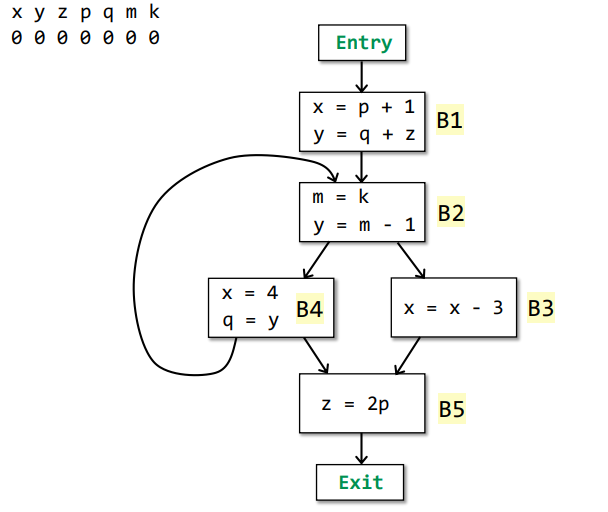 x y z p q m k
0 0 0 0 0 0 0
Entry
x = p + 1
y = q + z
B1
m = k
y = m - 1
B2
x = 4
q = y
B4
x = x - 3
B3
z = 2p
B5
Exit